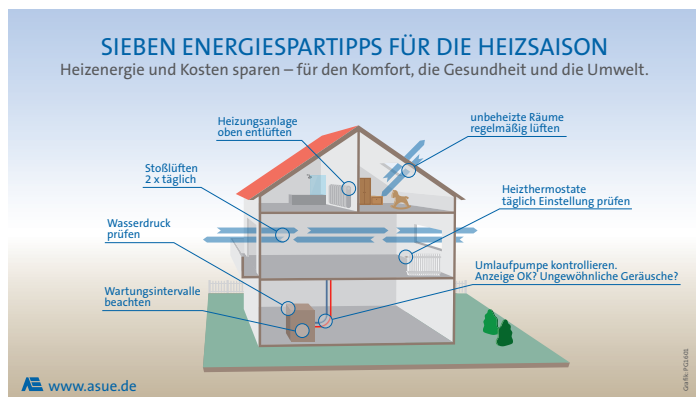 SIEBEN ENERGIESPARTIPPS FÜR DIE HEIZSAISON
Heizenergie und Kosten sparen – für den Komfort, die Gesundheit und die Umwelt.
Heizungsanlage
oben entlüften
unbeheizte Räume
regelmäßig lüften
Stoßlüften
2 x täglich
Heizthermostate
täglich Einstellung prüfen
Wasserdruck
prüfen
Umlaufpumpe kontrollieren.
Anzeige OK? Ungewöhnliche Geräusche?
Wartungsintervalle
beachten
www.asue.de
Grafik: PG1601